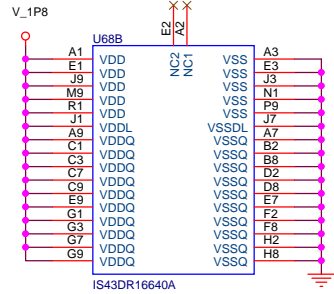 V_1P8
U68B
E2 A2
NC2 NC1
A1 VDD VSS A3
E1 VDD VSS E3
J9 VDD VSS J3
M9 VDD VSS N1
R1 VDD VSS P9
J1 VDDL VSSDL J7
A9 VDDQ VSSQ A7
C1 VDDQ VSSQ B2
C3 VDDQ VSSQ B8
C7 VDDQ VSSQ D2
C9 VDDQ VSSQ D8
E9 VDDQ VSSQ E7
G1 VDDQ VSSQ F2
G3 VDDQ VSSQ F8
G7 VDDQ VSSQ H2
G9 VDDQ VSSQ H8
IS43DR16640A